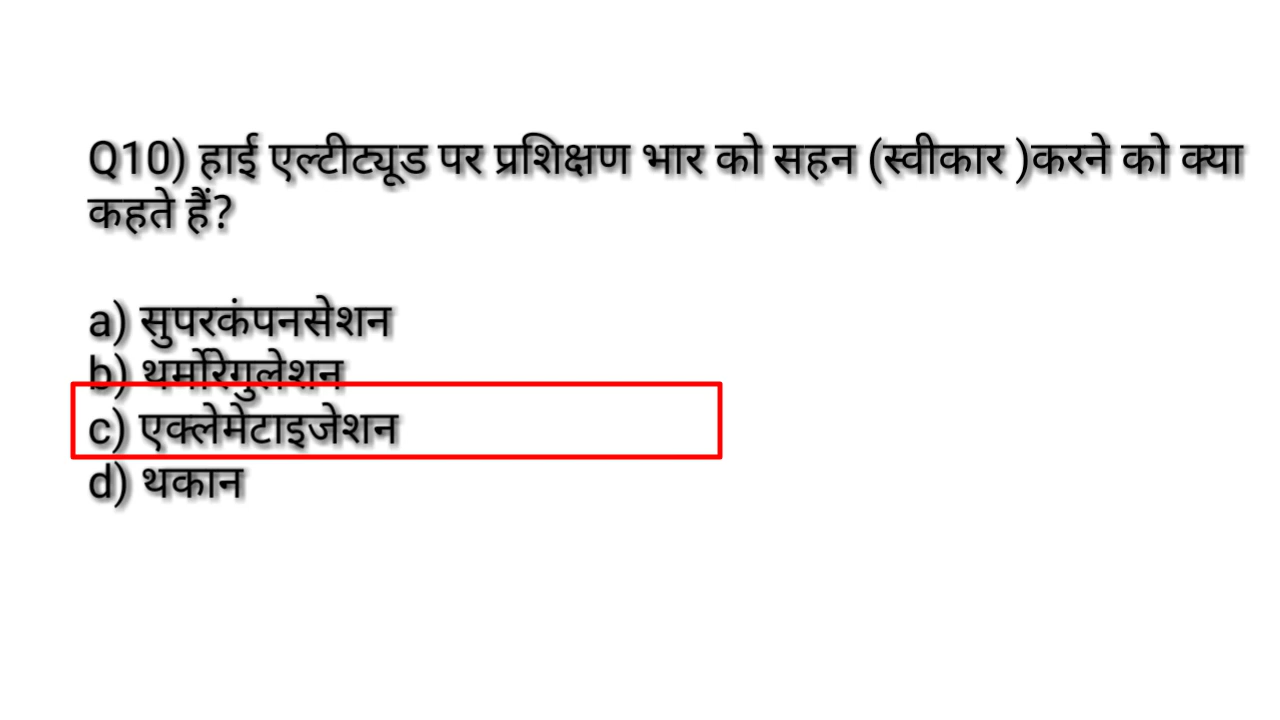 Q10) हाई एल्टीट्यूड पर प्रशिक्षण भार को सहन (स्वीकार )करने को क्या
कहते हैं?
a) सुपरकंपनसेशन
b) थर्मोरेगुलेशन
c) एक्लेमेटाइजेशन
d) थकान